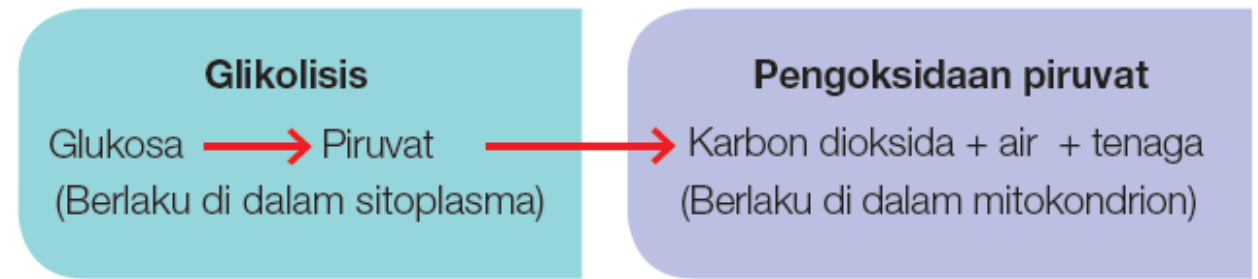 Glikolisis
Glukosa → Piruvat →
(Berlaku di dalam sitoplasma)
Pengoksidaan piruvat
Karbon dioksida + air + tenaga
(Berlaku di dalam mitokondrion)